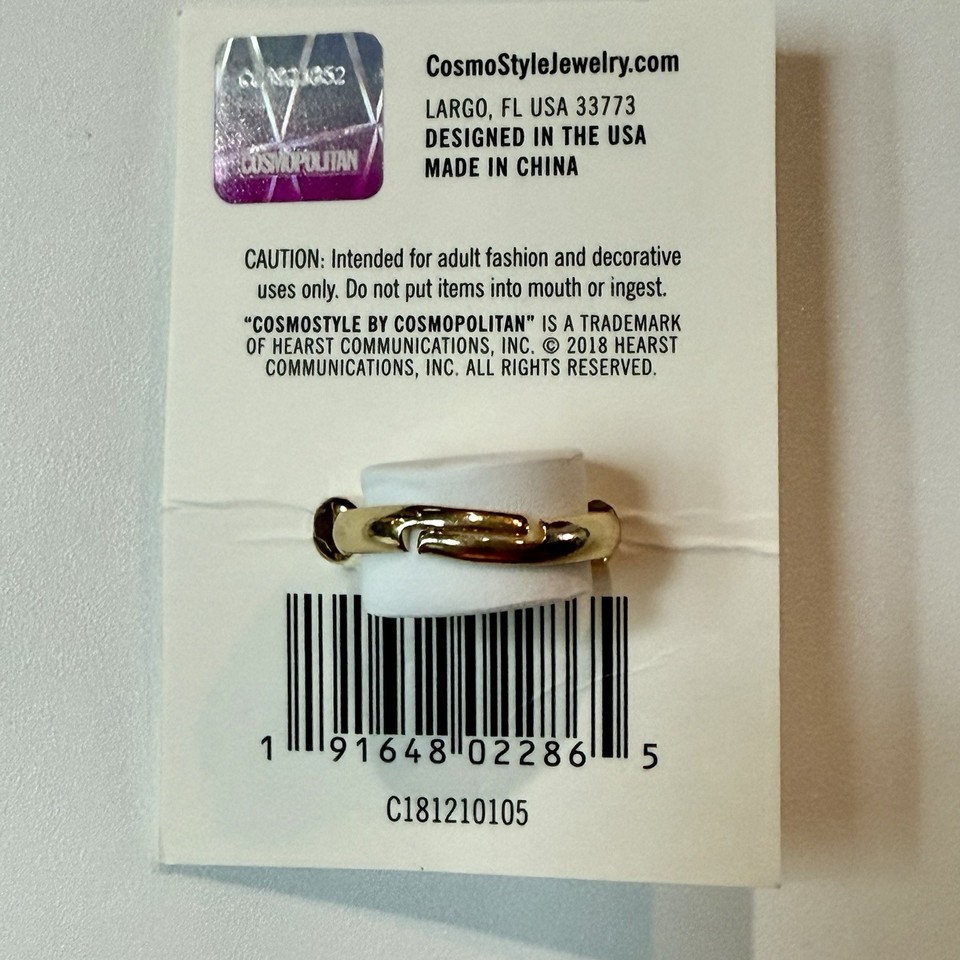 COSMOPOLITAN
CosmoStyleJewelry.com
LARGO, FL USA 33773
DESIGNED IN THE USA
MADE IN CHINA
CAUTION: Intended for adult fashion and decorative
uses only. Do not put items into mouth or ingest.
“COSMOSTYLE BY COSMOPOLITAN” IS A TRADEMARK
OF HEARST COMMUNICATIONS, INC. © 2018 HEARST
COMMUNICATIONS, INC. ALL RIGHTS RESERVED.
1 91648 02286 5
C181210105